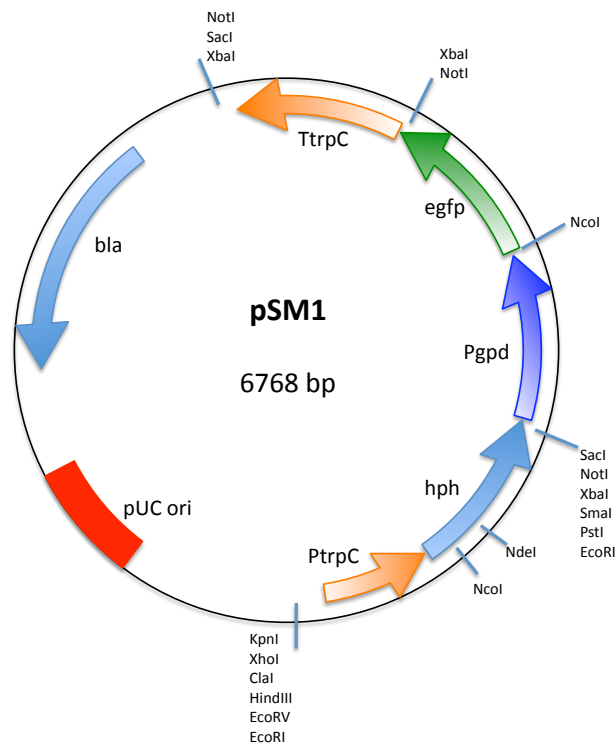 NotI
SacI
XbaI
XbaI
NotI
TtrpC
egfp
NcoI
bla
pSM1
6768 bp
Pgpd
SacI
NotI
XbaI
SmaI
PstI
EcoRI
hph
pUC ori
NdeI
PtrpC
NcoI
KpnI
XhoI
ClaI
HindIII
EcoRV
EcoRI